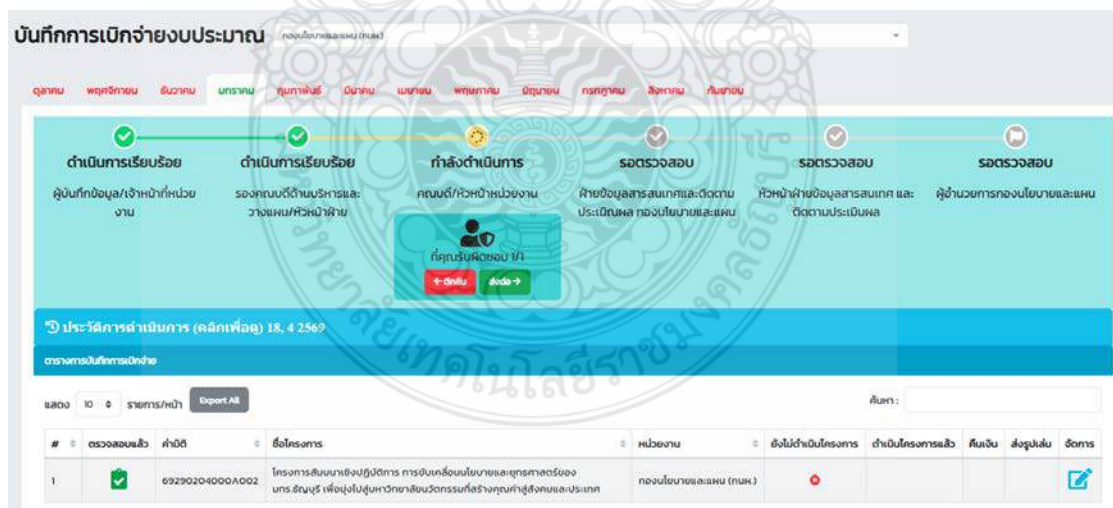 บันทึกการเบิกจ่ายงบประมาณ กองนโยบายและแผน (กนผ.)
ตุลาคม พฤศจิกายน ธันวาคม มกราคม กุมภาพันธ์ มีนาคม เมษายน พฤษภาคม มิถุนายน กรกฎาคม สิงหาคม กันยายน
ดำเนินการเรียบร้อย ดำเนินการเรียบร้อย กำลังดำเนินการ รอตรวจสอบ รอตรวจสอบ รอตรวจสอบ
ผู้บันทึกข้อมูล/เจ้าหน้าที่หน่วย รองคณบดีด้านบริหารและ คณบดี/หัวหน้าหน่วยงาน ฝ่ายข้อมูลสารสนเทศและติดตาม หัวหน้าฝ่ายข้อมูลสารสนเทศ และ ผู้อำนวยการกองนโยบายและแผน
งาน วางแผน/หัวหน้าฝ่าย ประเมินผล กองนโยบายและแผน ติดตามประเมินผล
ที่คุณรับผิดชอบ 1/1
ตีกลับ ส่งต่อ
ประวัติการดำเนินการ (คลิกเพื่อดู) 18, 4 2569
ตารางการบันทึกการเบิกจ่าย
แสดง 10 รายการ/หน้า Export All ค้นหา :
# ตรวจสอบแล้ว ค่ามิติ ชื่อโครงการ หน่วยงาน ยังไม่ดำเนินโครงการ ดำเนินโครงการแล้ว คืนเงิน ส่งรูปเล่ม จัดการ
1 69290204000A002 โครงการสัมมนาเชิงปฏิบัติการ การขับเคลื่อนนโยบายและยุทธศาสตร์ของ กองนโยบายและแผน (กนผ.)
มทร.ธัญบุรี เพื่อมุ่งไปสู่มหาวิทยาลัยนวัตกรรมที่สร้างคุณค่าสู่สังคมและประเทศ